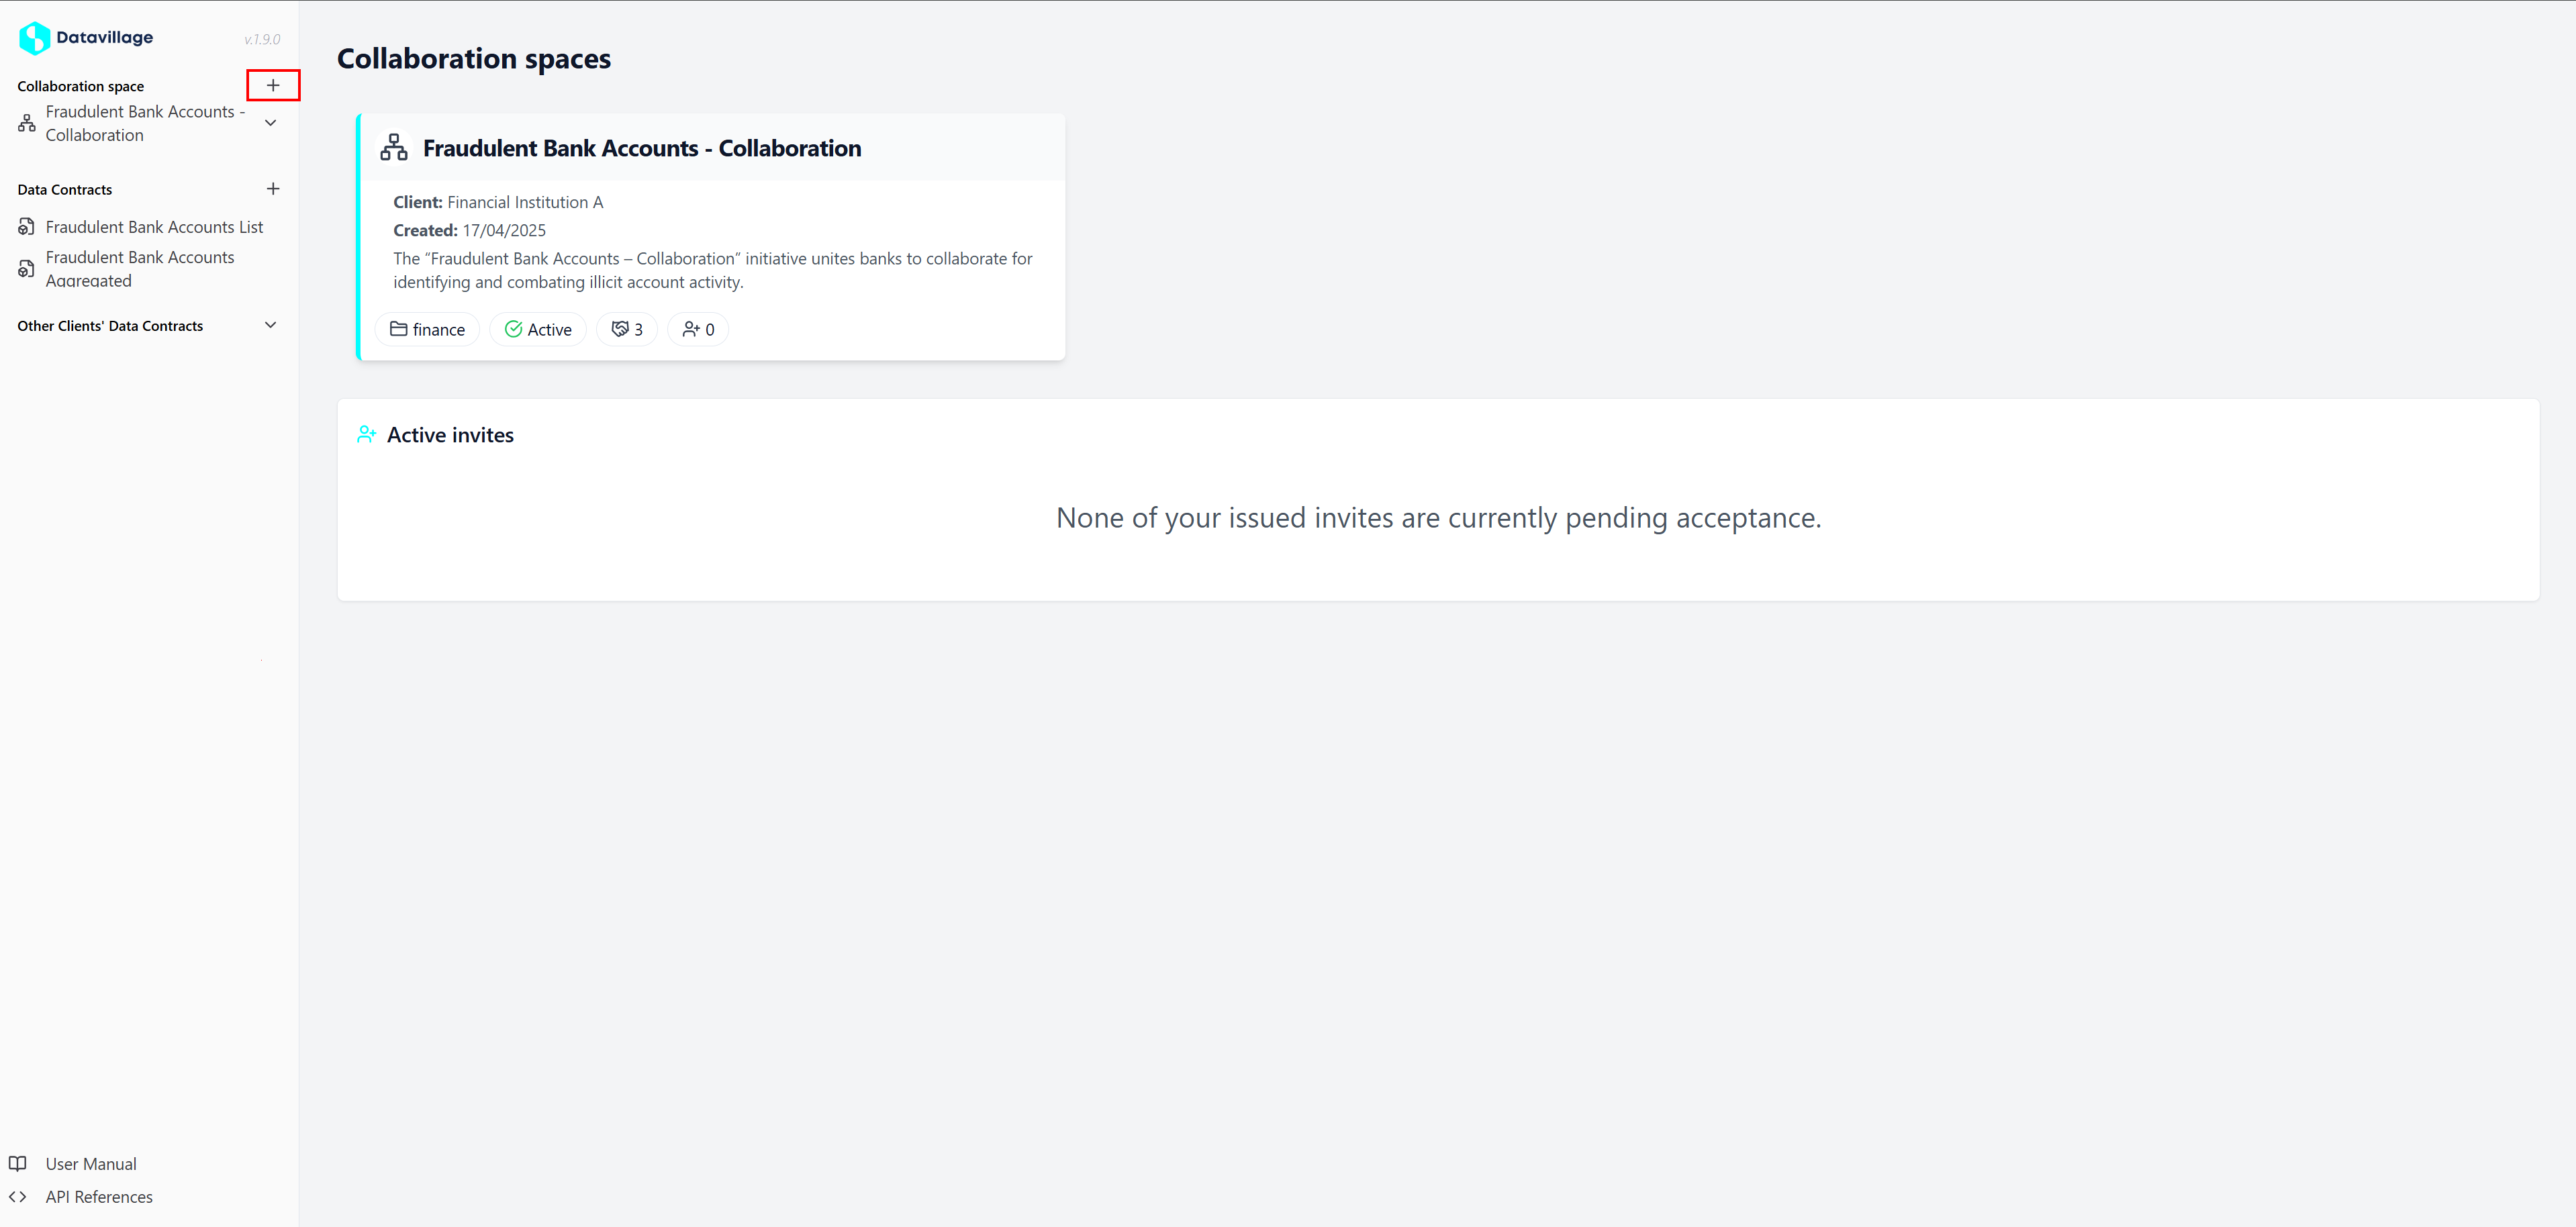 Datavillage
v.1.9.0
Collaboration space
Fraudulent Bank Accounts -
Collaboration
Data Contracts
Fraudulent Bank Accounts List
Fraudulent Bank Accounts
Aggregated
Other Clients' Data Contracts
User Manual
API References
Collaboration spaces
Fraudulent Bank Accounts - Collaboration
Client: Financial Institution A
Created: 17/04/2025
The “Fraudulent Bank Accounts – Collaboration” initiative unites banks to collaborate for
identifying and combating illicit account activity.
finance Active 3 0
Active invites
None of your issued invites are currently pending acceptance.